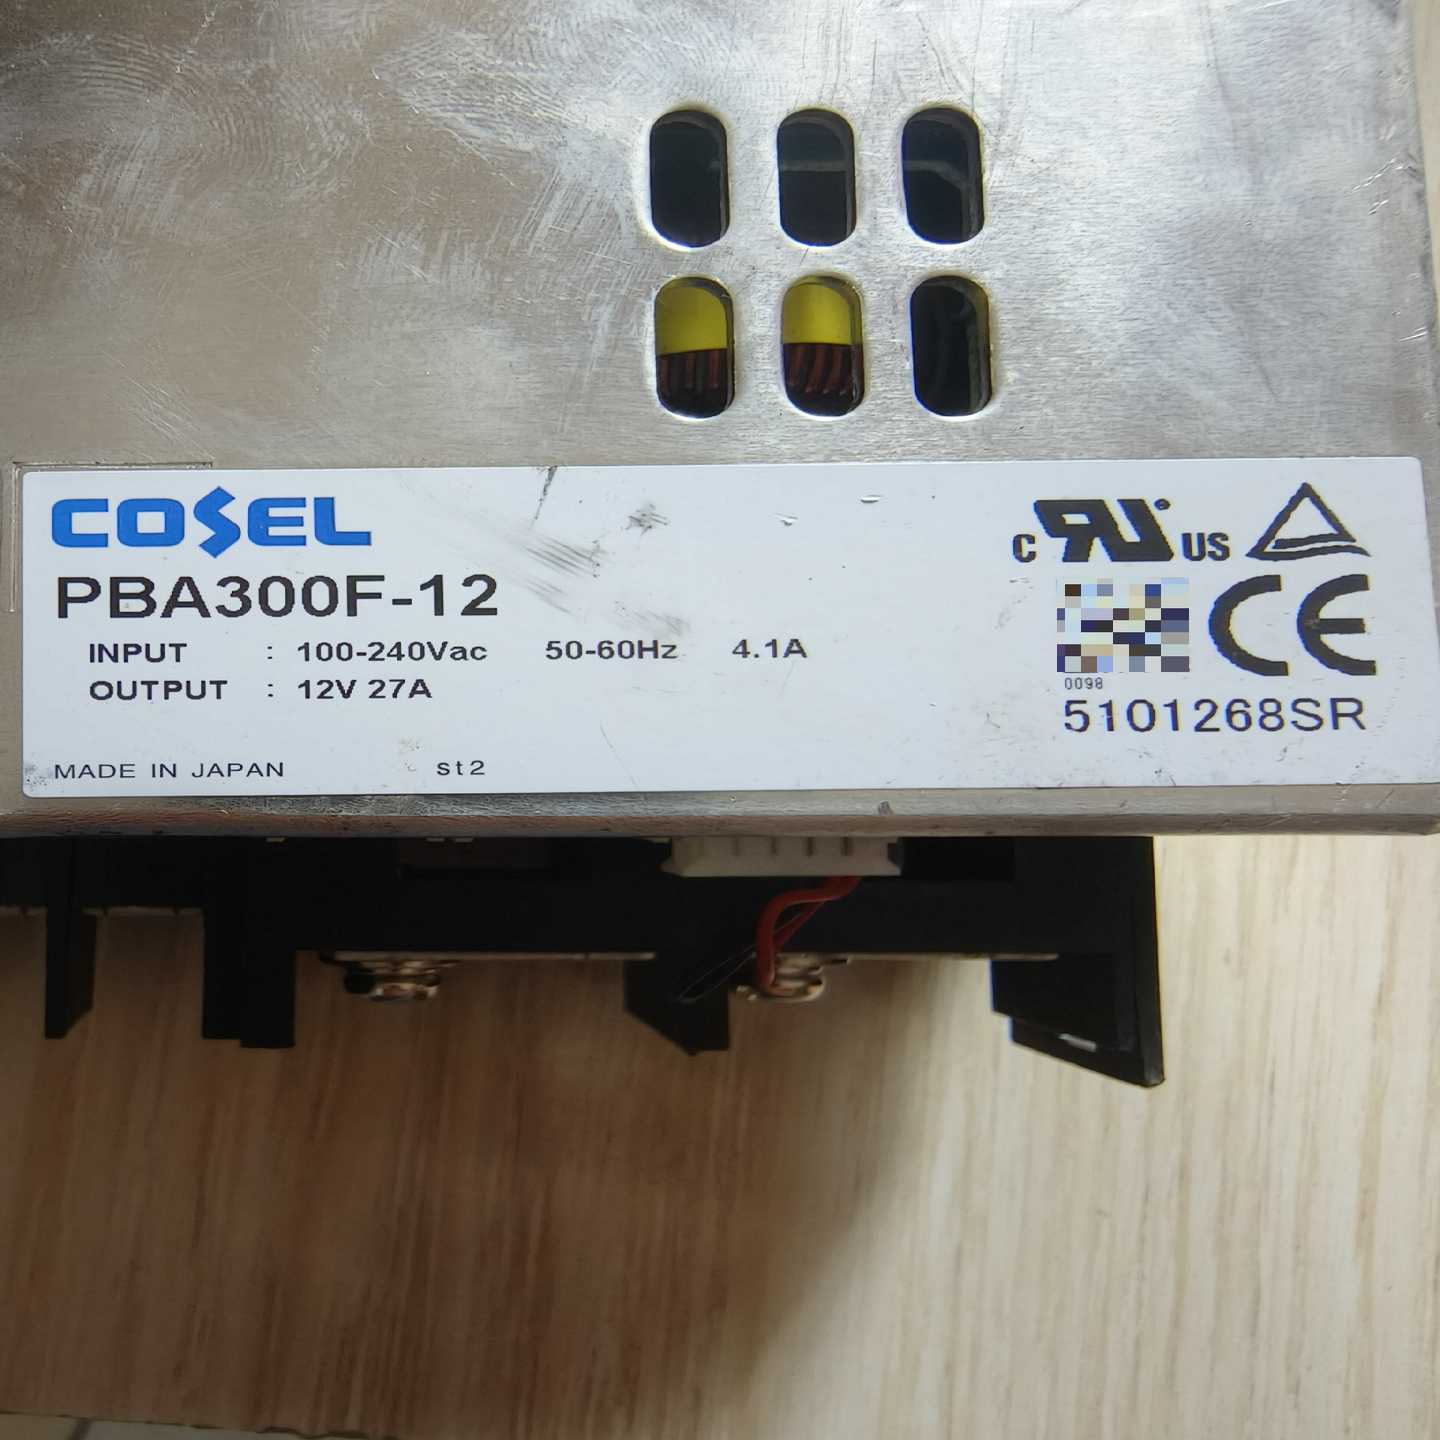 COSEL
PBA300F-12
INPUT : 100-240Vac 50-60Hz 4.1A
OUTPUT : 12V 27A
MADE IN JAPAN st2
C RU US
CE
0098
5101268SR